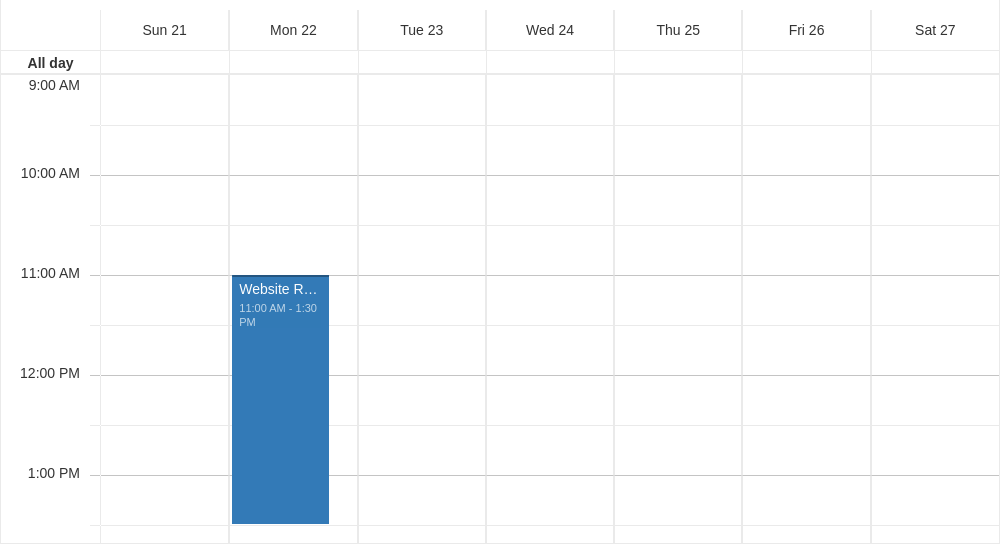 Sun 21
Mon 22
Tue 23
Wed 24
Thu 25
Fri 26
Sat 27
All day
9:00 AM
10:00 AM
11:00 AM
Website R…
11:00 AM - 1:30
PM
12:00 PM
1:00 PM